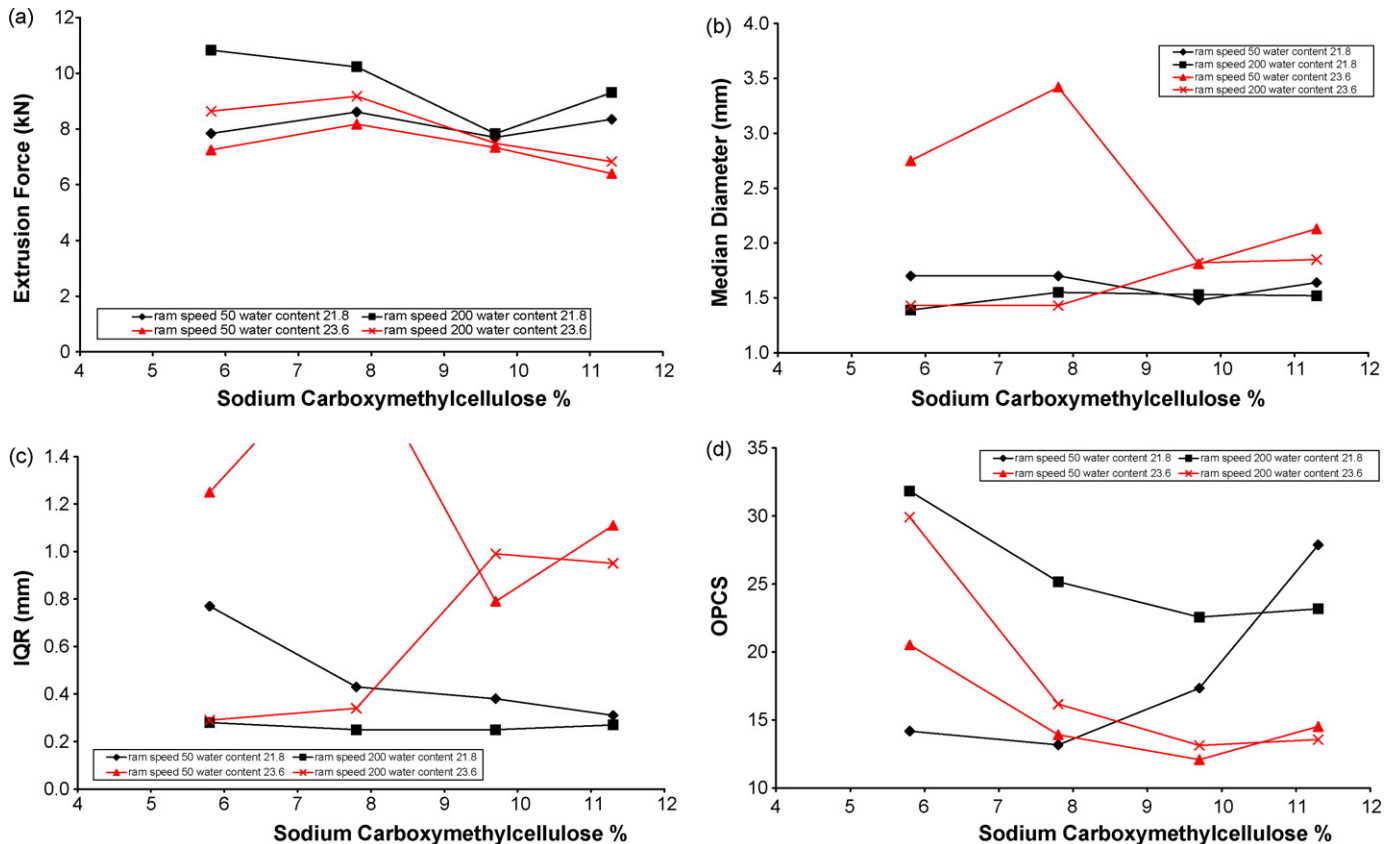 (a)
12
10
8
6
4
2
0
Extrusion Force (kN)
ram speed 50 water content 21.8
ram speed 200 water content 21.8
ram speed 50 water content 23.6
ram speed 200 water content 23.6
4 5 6 7 8 9 10 11 12
Sodium Carboxymethylcellulose %
(b)
4.0
3.5
3.0
2.5
2.0
1.5
1.0
Median Diameter (mm)
ram speed 50 water content 21.8
ram speed 200 water content 21.8
ram speed 50 water content 23.6
ram speed 200 water content 23.6
4 5 6 7 8 9 10 11 12
Sodium Carboxymethylcellulose %
(c)
1.4
1.2
1.0
0.8
0.6
0.4
0.2
0.0
IQR (mm)
ram speed 50 water content 21.8
ram speed 200 water content 21.8
ram speed 50 water content 23.6
ram speed 200 water content 23.6
4 5 6 7 8 9 10 11 12
Sodium Carboxymethylcellulose %
(d)
35
30
25
20
15
10
OPCS
ram speed 50 water content 21.8
ram speed 200 water content 21.8
ram speed 50 water content 23.6
ram speed 200 water content 23.6
4 5 6 7 8 9 10 11 12
Sodium Carboxymethylcellulose %